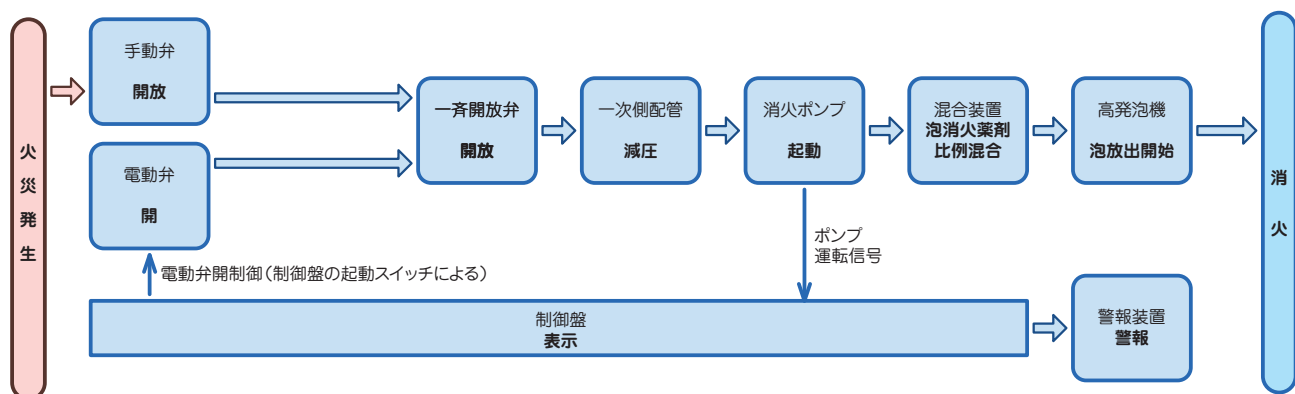 火災発生
手動弁
開放
電動弁
開
一斉開放弁
開放
一次側配管
減圧
消火ポンプ
起動
混合装置
泡消火薬剤
比例混合
高発泡機
泡放出開始
消火
ポンプ
運転信号
電動弁開制御(制御盤の起動スイッチによる)
制御盤
表示
警報装置
警報